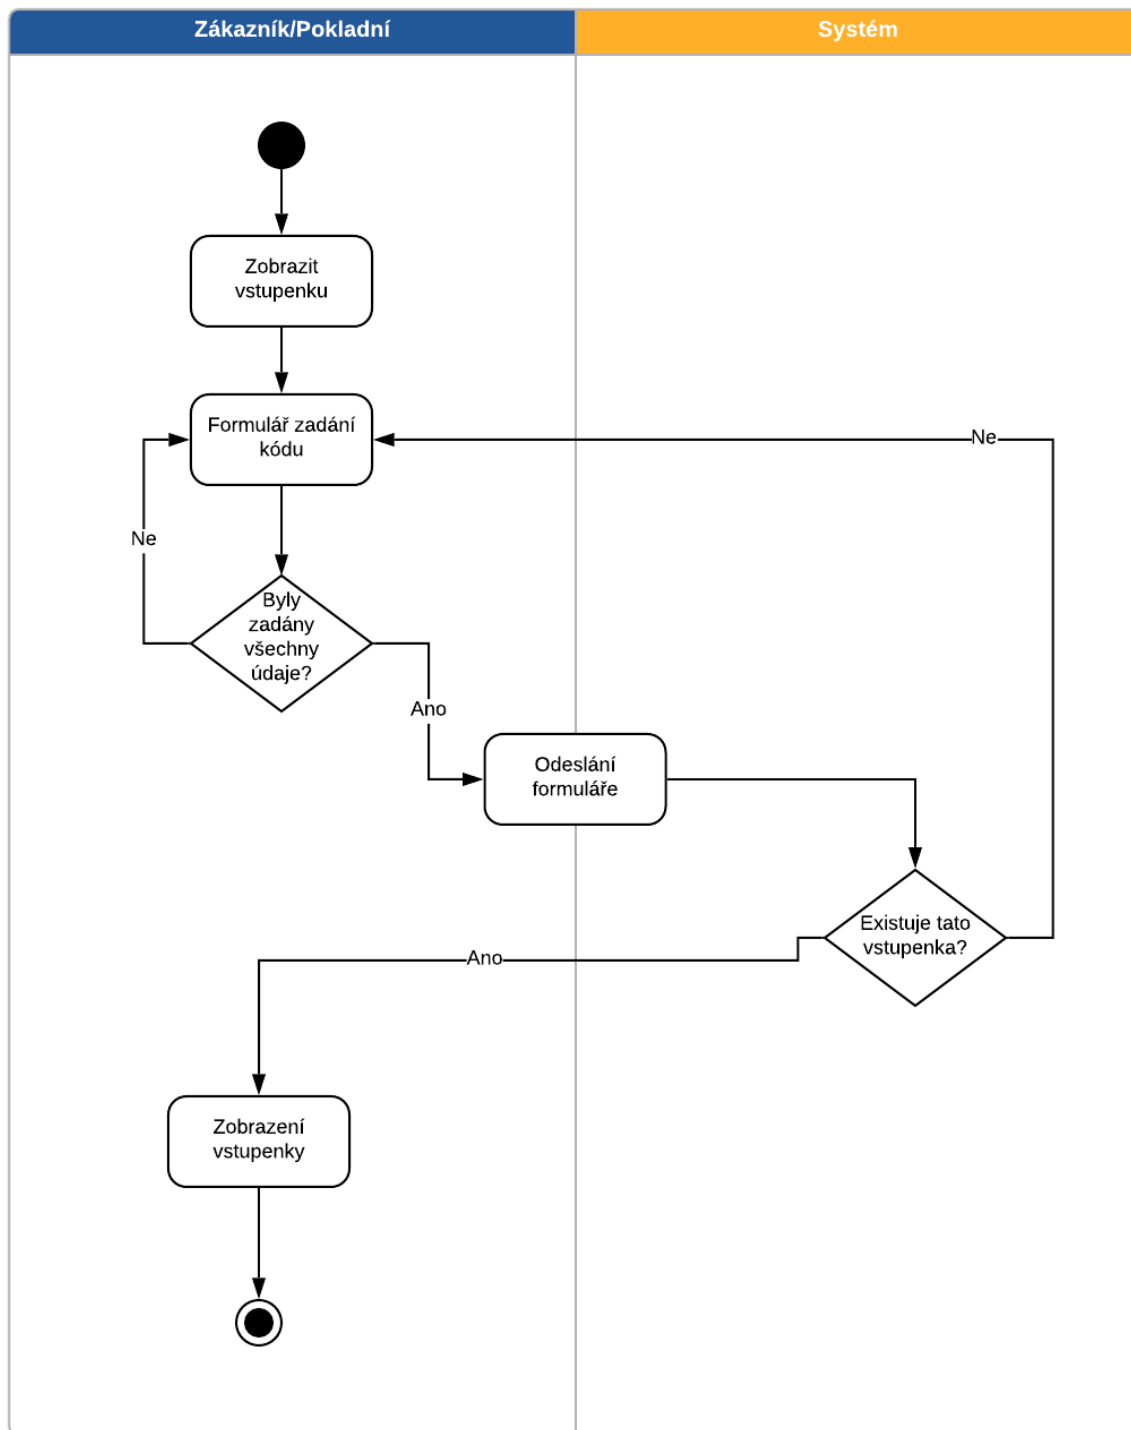 Zákazník/Pokladní
Systém
Zobrazit
vstupenku
Formulář zadání
kódu
Ne
Ne
Byly
zadány
všechny
údaje?
Ano
Odeslání
formuláře
Existuje tato
vstupenka?
Ano
Zobrazení
vstupenky